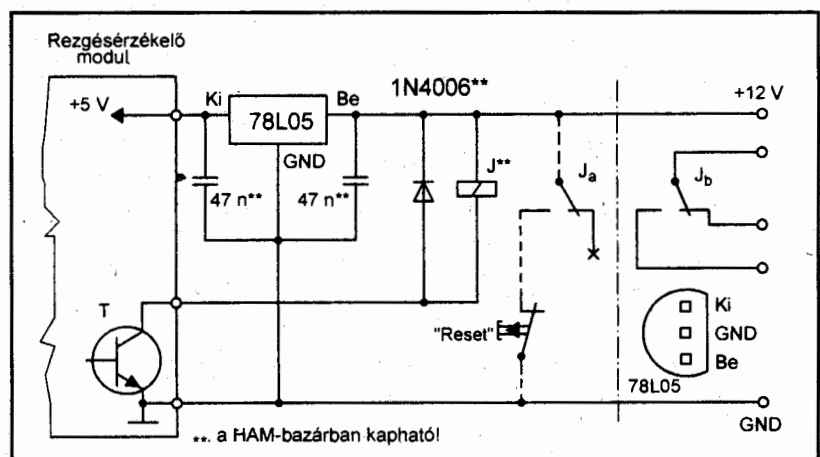 Rezgésérzékelő
modul
+5 V
Ki
78L05
Be
GND
1N4006**
+12 V
47 n**
47 n**
J**
Ja
Jb
T
"Reset"
Ki
GND
Be
78L05
GND
**. a HAM-bazárban kapható!